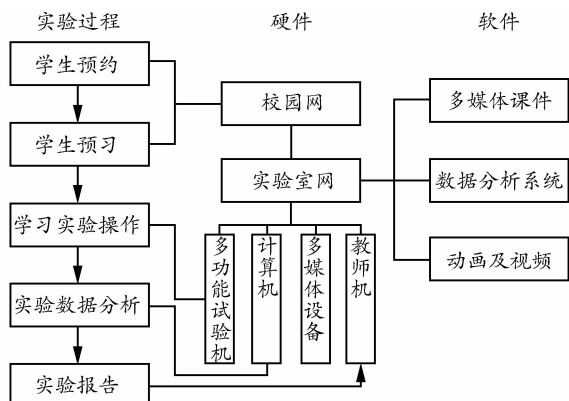 实验过程
硬件
软件
学生预约
校园网
多媒体课件
学生预习
实验室网
数据分析系统
学习实验操作
多功能试验机
计算机
多媒体设备
教师机
动画及视频
实验数据分析
实验报告